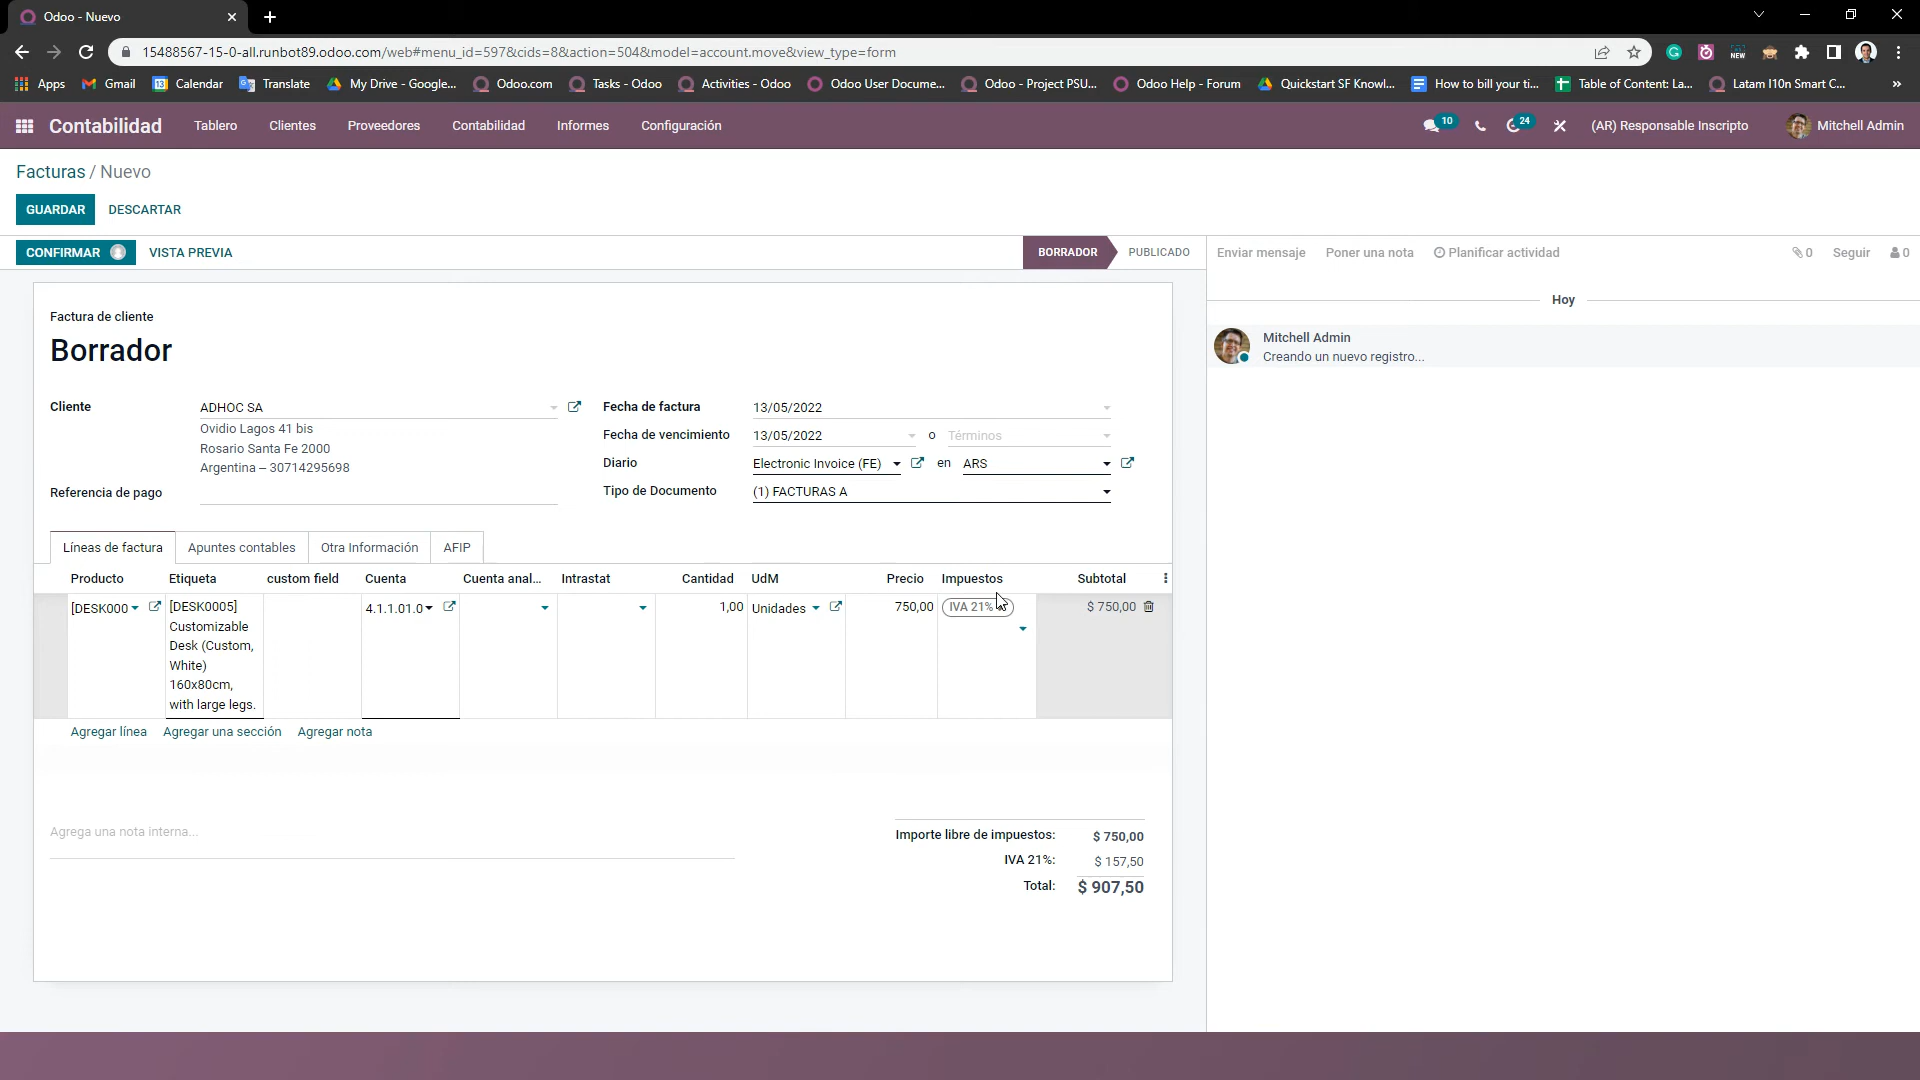 Odoo - Nuevo
15488567-15-0-all.runbot89.odoo.com/web#menu_id=597&cids=8&action=504&model=account.move&view_type=form
NEW
Apps Gmail Calendar Translate My Drive - Google... Odoo.com Tasks - Odoo Activities - Odoo Odoo User Docume... Odoo - Project PSU... Odoo Help - Forum Quickstart SF Knowl... How to bill your ti... Table of Content: La... Latam l10n Smart C... »
Contabilidad Tablero Clientes Proveedores Contabilidad Informes Configuración 10 24 (AR) Responsable Inscripto Mitchell Admin
Facturas / Nuevo
GUARDAR DESCARTAR
CONFIRMAR VISTA PREVIA BORRADOR PUBLICADO Enviar mensaje Poner una nota Planificar actividad 0 Seguir 0
Hoy
Mitchell Admin
Creando un nuevo registro...
Factura de cliente
Borrador
Cliente ADHOC SA
Ovidio Lagos 41 bis
Rosario Santa Fe 2000
Argentina – 30714295698
Referencia de pago
Fecha de factura 13/05/2022
Fecha de vencimiento 13/05/2022 o Términos
Diario Electronic Invoice (FE) en ARS
Tipo de Documento (1) FACTURAS A
Líneas de factura Apuntes contables Otra Información AFIP
Producto Etiqueta custom field Cuenta Cuenta anal... Intrastat Cantidad UdM Precio Impuestos Subtotal
[DESK000 [DESK0005] 4.1.1.01.0 1,00 Unidades 750,00 IVA 21% $ 750,00
Customizable
Desk (Custom,
White)
160x80cm,
with large legs.
Agregar línea Agregar una sección Agregar nota
Agrega una nota interna...
Importe libre de impuestos: $ 750,00
IVA 21%: $ 157,50
Total: $ 907,50